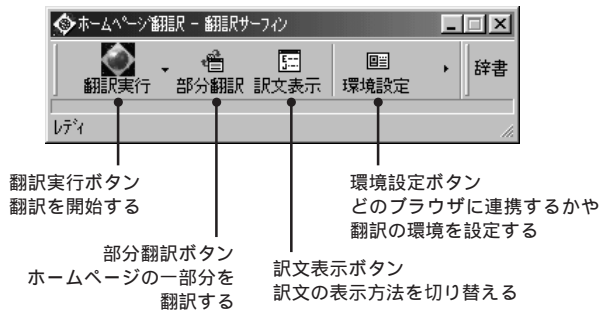 ホームページ翻訳 - 翻訳サーフィン
翻訳実行 部分翻訳 訳文表示 環境設定 辞書
レディ
翻訳実行ボタン
翻訳を開始する
部分翻訳ボタン
ホームページの一部分を
翻訳する
訳文表示ボタン
訳文の表示方法を切り替える
環境設定ボタン
どのブラウザに連携するかや
翻訳の環境を設定する